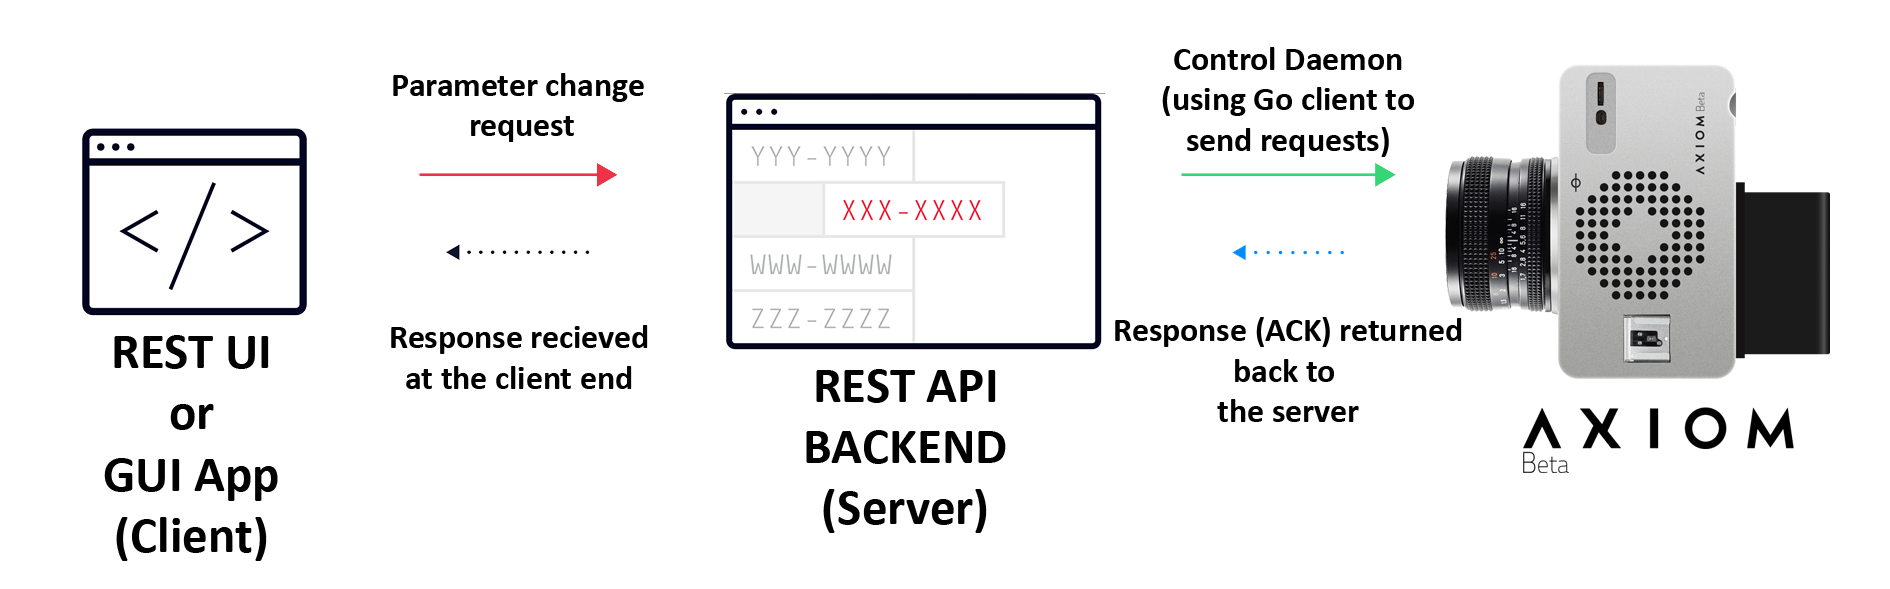 Parameter change
request
Response recieved
at the client end
REST UI
or
GUI App
(Client)
YYY-YYYY
XXX-XXXX
WWW-WWWW
ZZZ-ZZZZ
REST API
BACKEND
(Server)
Control Daemon
(using Go client to
send requests)
Response (ACK) returned
back to
the server
AXIOM Beta
AXIOM
Beta